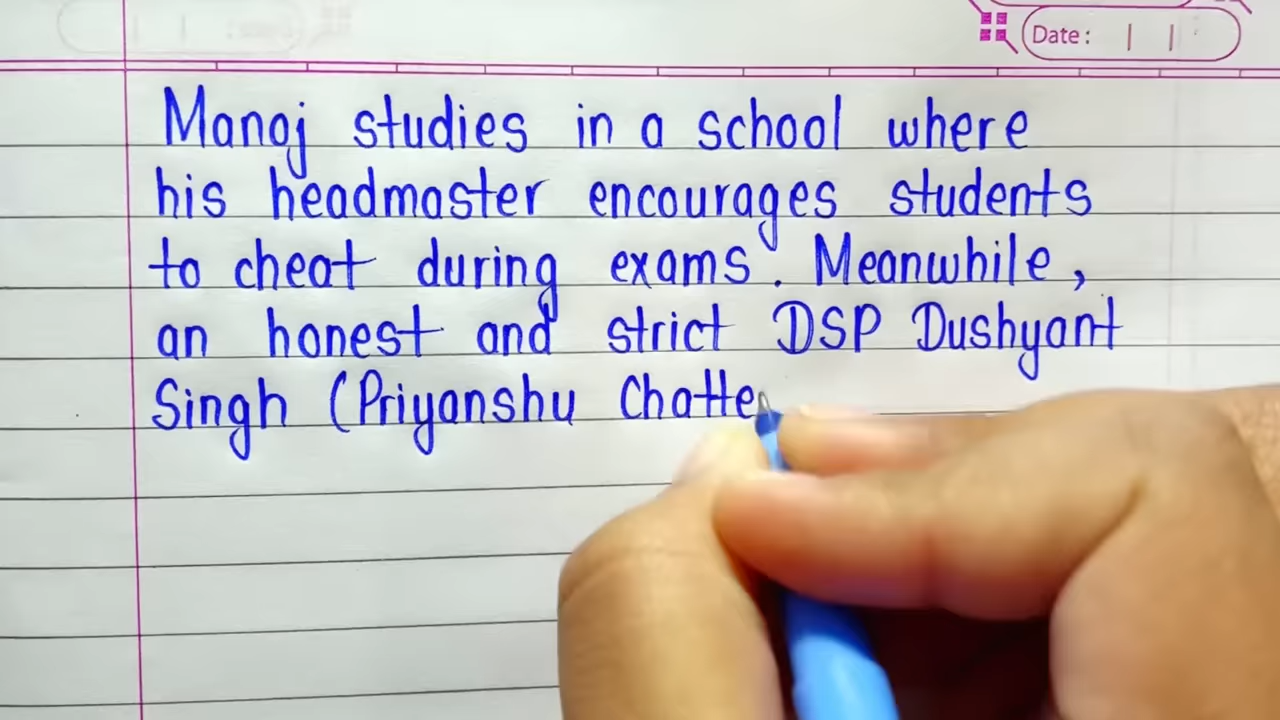 Date :
Manoj studies in a school where
his headmaster encourages students
to cheat during exams. Meanwhile,
an honest and strict DSP Dushyant
Singh (Priyanshu Chatte